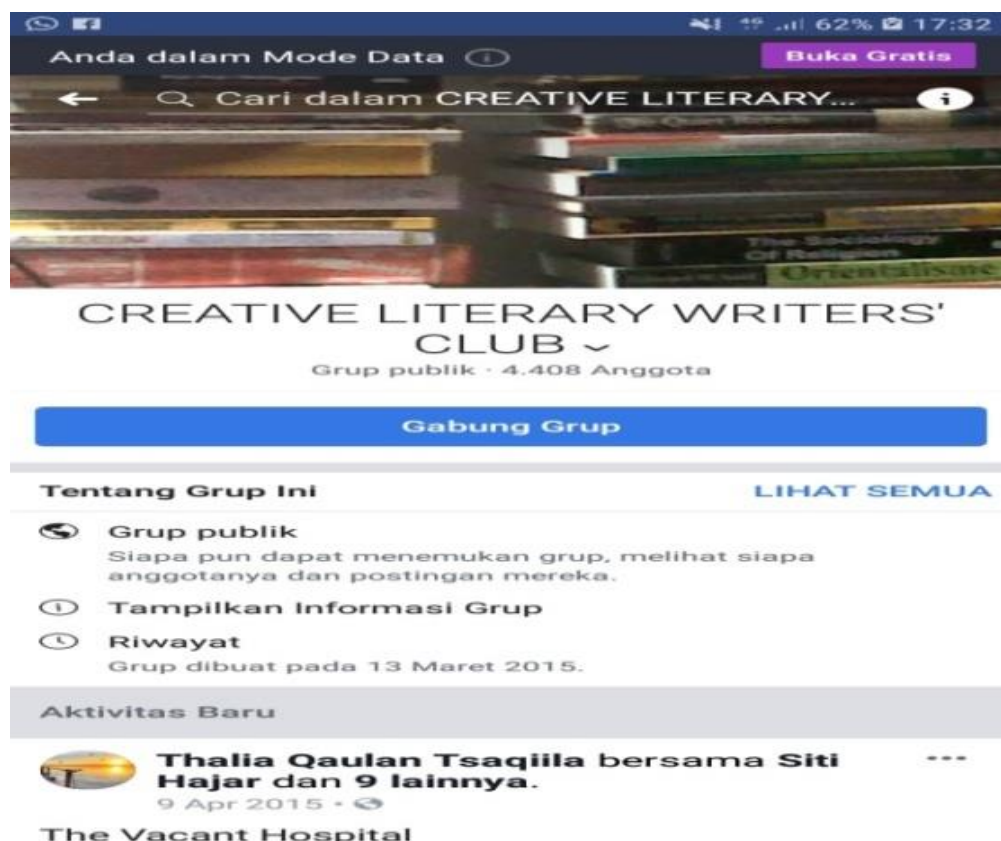 62% 17:32
Anda dalam Mode Data
Buka Gratis
Cari dalam CREATIVE LITERARY...
The Sociology
Of Religion
Orientalisme
CREATIVE LITERARY WRITERS'
CLUB
Grup publik · 4.408 Anggota
Gabung Grup
Tentang Grup Ini
LIHAT SEMUA
Grup publik
Siapa pun dapat menemukan grup, melihat siapa
anggotanya dan postingan mereka.
Tampilkan Informasi Grup
Riwayat
Grup dibuat pada 13 Maret 2015.
Aktivitas Baru
Thalia Qaulan Tsaqiila bersama Siti
Hajar dan 9 lainnya.
9 Apr 2015
The Vacant Hospital